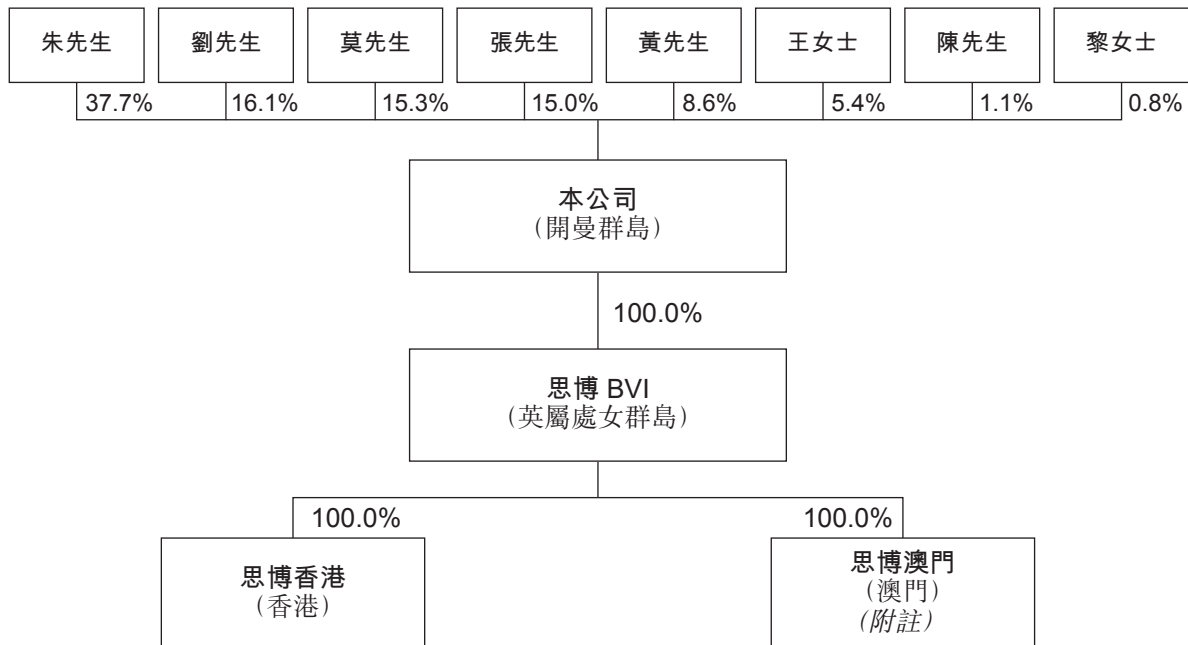 朱先生
劉先生
莫先生
張先生
黃先生
王女士
陳先生
黎女士
37.7%
16.1%
15.3%
15.0%
8.6%
5.4%
1.1%
0.8%
本公司
（開曼群島）
100.0%
思博 BVI
（英屬處女群島）
100.0%
100.0%
思博香港
（香港）
思博澳門
（澳門）
（附註）